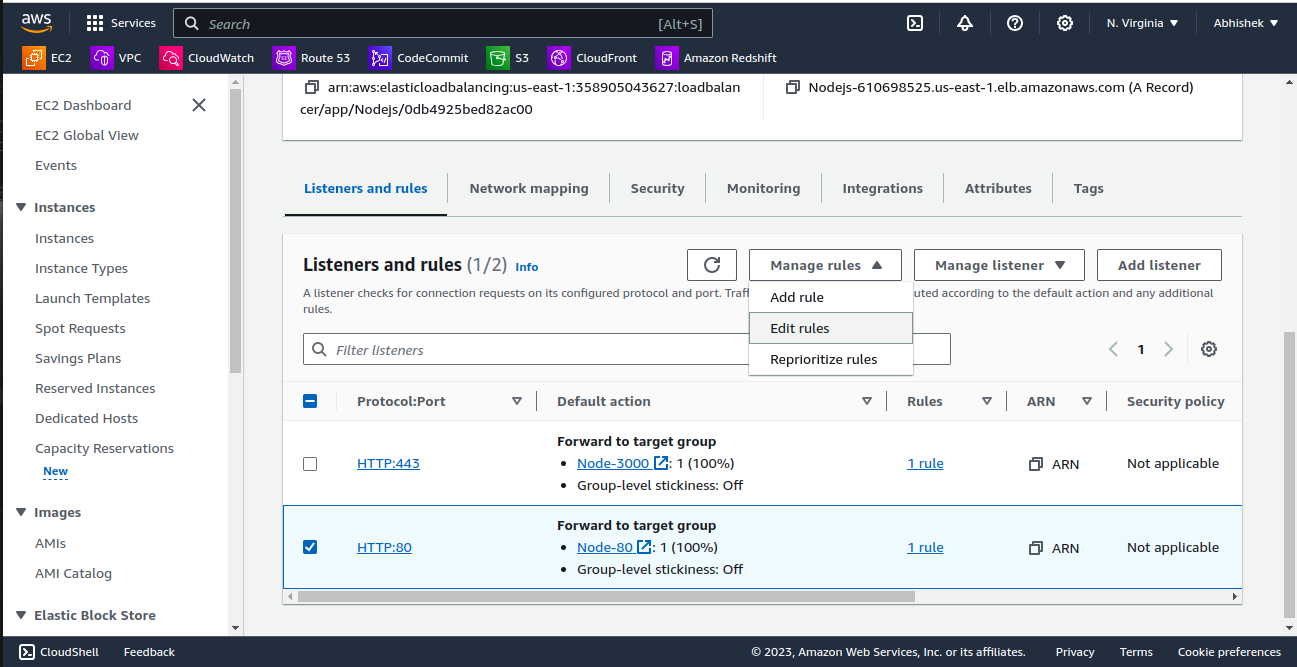 aws
Services
Search
[Alt+S]
N. Virginia
Abhishek
EC2
VPC
CloudWatch
Route 53
CodeCommit
S3
CloudFront
Amazon Redshift
EC2 Dashboard
EC2 Global View
Events
Instances
Instances
Instance Types
Launch Templates
Spot Requests
Savings Plans
Reserved Instances
Dedicated Hosts
Capacity Reservations
New
Images
AMIs
AMI Catalog
Elastic Block Store
arn:aws:elasticloadbalancing:us-east-1:358905043627:loadbalan
cer/app/Nodejs/0db4925bed82ac00
Nodejs-610698525.us-east-1.elb.amazonaws.com (A Record)
Listeners and rules
Network mapping
Security
Monitoring
Integrations
Attributes
Tags
Listeners and rules (1/2) Info
Manage rules
Manage listener
Add listener
A listener checks for connection requests on its configured protocol and port. Traff
uted according to the default action and any additional
rules.
Add rule
Edit rules
Reprioritize rules
Filter listeners
1
Protocol:Port
Default action
Rules
ARN
Security policy
HTTP:443
Forward to target group
• Node-3000 : 1 (100%)
• Group-level stickiness: Off
1 rule
ARN
Not applicable
HTTP:80
Forward to target group
• Node-80 : 1 (100%)
• Group-level stickiness: Off
1 rule
ARN
Not applicable
CloudShell
Feedback
© 2023, Amazon Web Services, Inc. or its affiliates.
Privacy
Terms
Cookie preferences